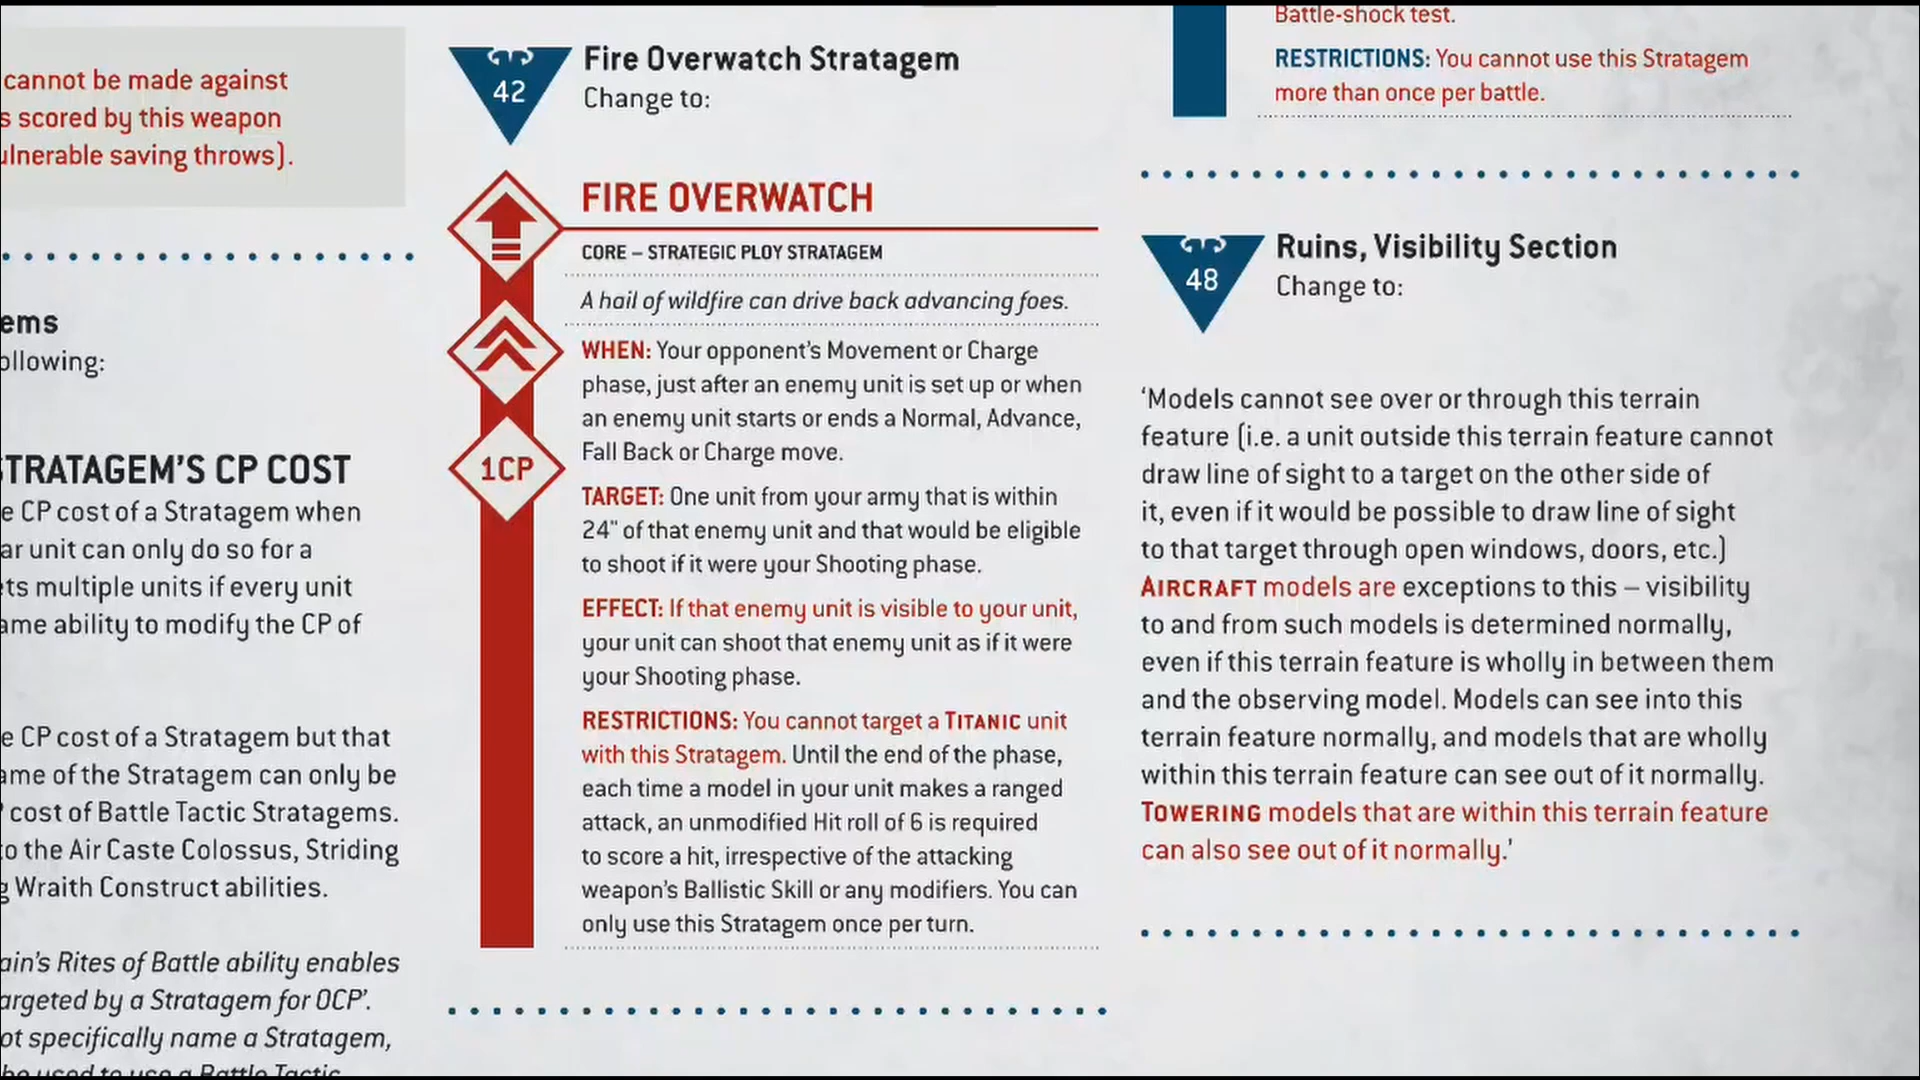 cannot be made against
scored by this weapon
saving throws).
following:
STRATAGEM'S CP COST
CP cost of a Stratagem when
unit can only do so for a
multiple units if every unit
ability to modify the CP of
CP cost of a Stratagem but that
name of the Stratagem can only be
cost of Battle Tactic Stratagems.
to the Air Caste Colossus, Striding
Wraith Construct abilities.
Rites of Battle ability enables
targeted by a Stratagem for 0CP'.
not specifically name a Stratagem,
be used to use a Battle Tactic
42
Fire Overwatch Stratagem
Change to:
FIRE OVERWATCH
CORE – STRATEGIC PLOY STRATAGEM
A hail of wildfire can drive back advancing foes.
1CP
WHEN: Your opponent's Movement or Charge
phase, just after an enemy unit is set up or when
an enemy unit starts or ends a Normal, Advance,
Fall Back or Charge move.
TARGET: One unit from your army that is within
24" of that enemy unit and that would be eligible
to shoot if it were your Shooting phase.
EFFECT: If that enemy unit is visible to your unit,
your unit can shoot that enemy unit as if it were
your Shooting phase.
RESTRICTIONS: You cannot target a TITANIC unit
with this Stratagem. Until the end of the phase,
each time a model in your unit makes a ranged
attack, an unmodified Hit roll of 6 is required
to score a hit, irrespective of the attacking
weapon's Ballistic Skill or any modifiers. You can
only use this Stratagem once per turn.
Battle-shock test.
RESTRICTIONS: You cannot use this Stratagem
more than once per battle.
48
Ruins, Visibility Section
Change to:
'Models cannot see over or through this terrain
feature (i.e. a unit outside this terrain feature cannot
draw line of sight to a target on the other side of
it, even if it would be possible to draw line of sight
to that target through open windows, doors, etc.)
AIRCRAFT models are exceptions to this – visibility
to and from such models is determined normally,
even if this terrain feature is wholly in between them
and the observing model. Models can see into this
terrain feature normally, and models that are wholly
within this terrain feature can see out of it normally.
TOWERING models that are within this terrain feature
can also see out of it normally.'